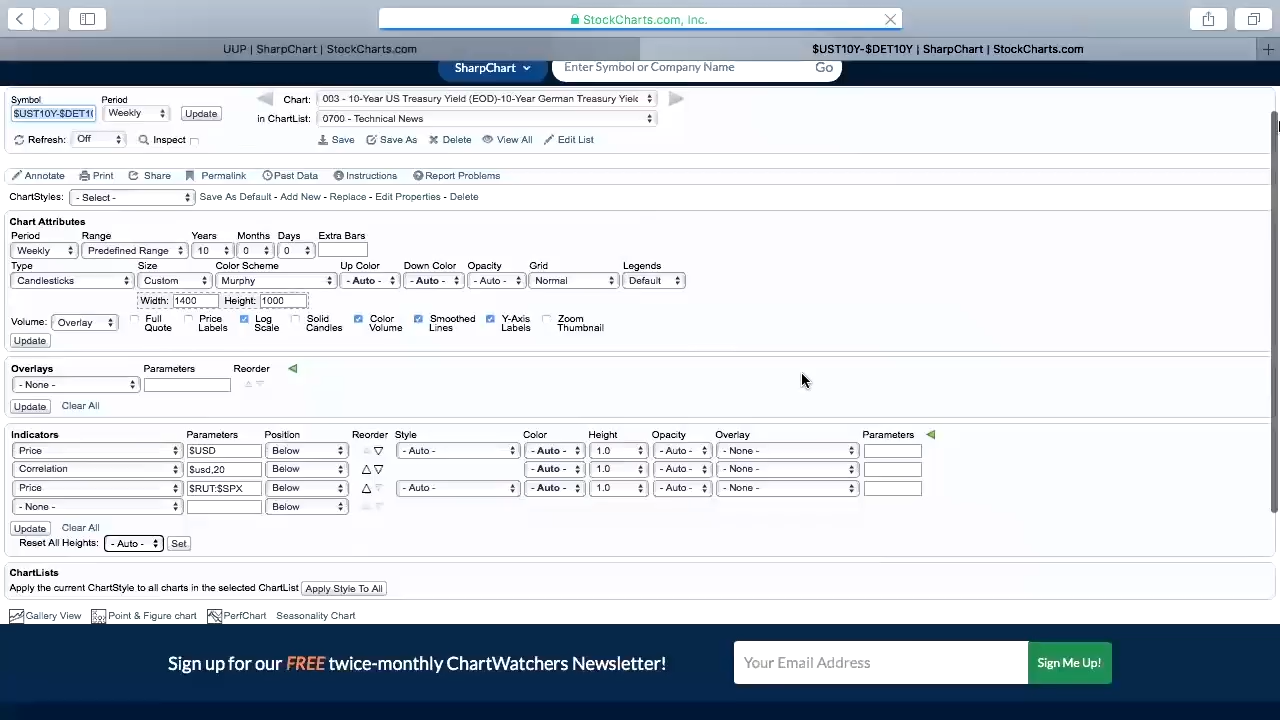 StockCharts.com, Inc.
UUP | SharpChart | StockCharts.com
$UST10Y-$DET10Y | SharpChart | StockCharts.com
SharpChart
Enter Symbol or Company Name
Go
Symbol Period
$UST10Y-$DET1( Weekly Update
Chart: 003 - 10-Year US Treasury Yield (EOD)-10-Year German Treasury Yiel
in ChartList: 0700 - Technical News
Refresh: Off Inspect
Save Save As Delete View All Edit List
Annotate Print Share Permalink Past Data Instructions Report Problems
ChartStyles: - Select - Save As Default - Add New - Replace - Edit Properties - Delete
Chart Attributes
Period Range Years Months Days Extra Bars
Weekly Predefined Range 10 0 0
Type Size Color Scheme Up Color Down Color Opacity Grid Legends
Candlesticks Custom Murphy - Auto - - Auto - - Auto - Normal Default
Width: 1400 Height: 1000
Volume: Overlay Full Quote Price Labels Log Scale Solid Candles Color Volume Smoothed Lines Y-Axis Labels Zoom Thumbnail
Update
Overlays Parameters Reorder
- None -
Update Clear All
Indicators Parameters Position Reorder Style Color Height Opacity Overlay Parameters
Price $USD Below - Auto - - Auto - 1.0 - Auto - - None -
Correlation $usd,20 Below - Auto - 1.0 - Auto - - None -
Price $RUT:$SPX Below - Auto - - Auto - 1.0 - Auto - - None -
- None - Below
Update Clear All
Reset All Heights: - Auto - Set
ChartLists
Apply the current ChartStyle to all charts in the selected ChartList Apply Style To All
Gallery View Point & Figure chart PerfChart Seasonality Chart
Sign up for our FREE twice-monthly ChartWatchers Newsletter!
Your Email Address
Sign Me Up!